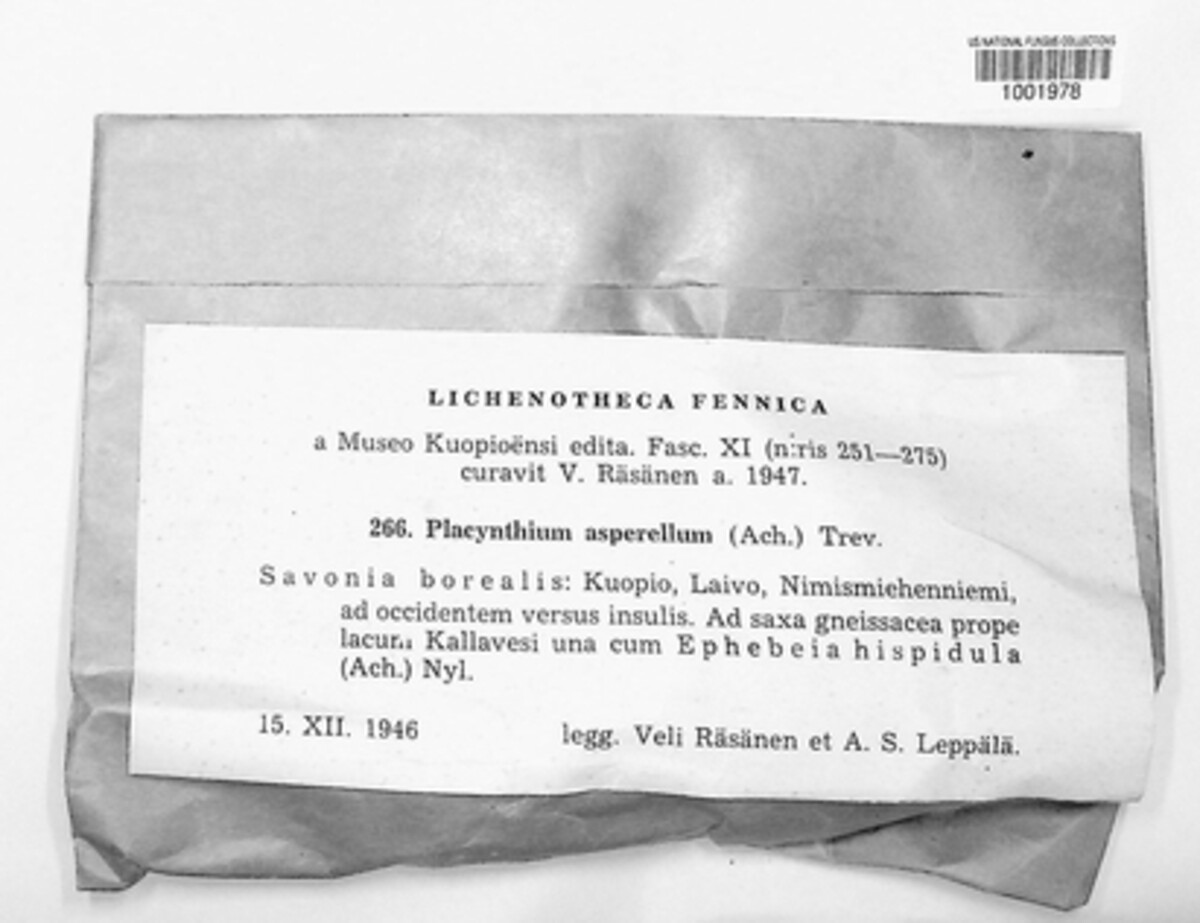 US NATIONAL FUNGUS COLLECTIONS
1001978
LICHENOTHECA FENNICA
a Museo Kuopioënsi edita. Fasc. XI (n:ris 251—275)
curavit V. Räsänen a. 1947.
266. Placynthium asperellum (Ach.) Trev.
Savonia borealis: Kuopio, Laivo, Nimismiehenniemi,
ad occidentem versus insulis. Ad saxa gneissacea prope
lacum Kallavesi una cum Ephebeia hispidula
(Ach.) Nyl.
15. XII. 1946 legg. Veli Räsänen et A. S. Leppälä.